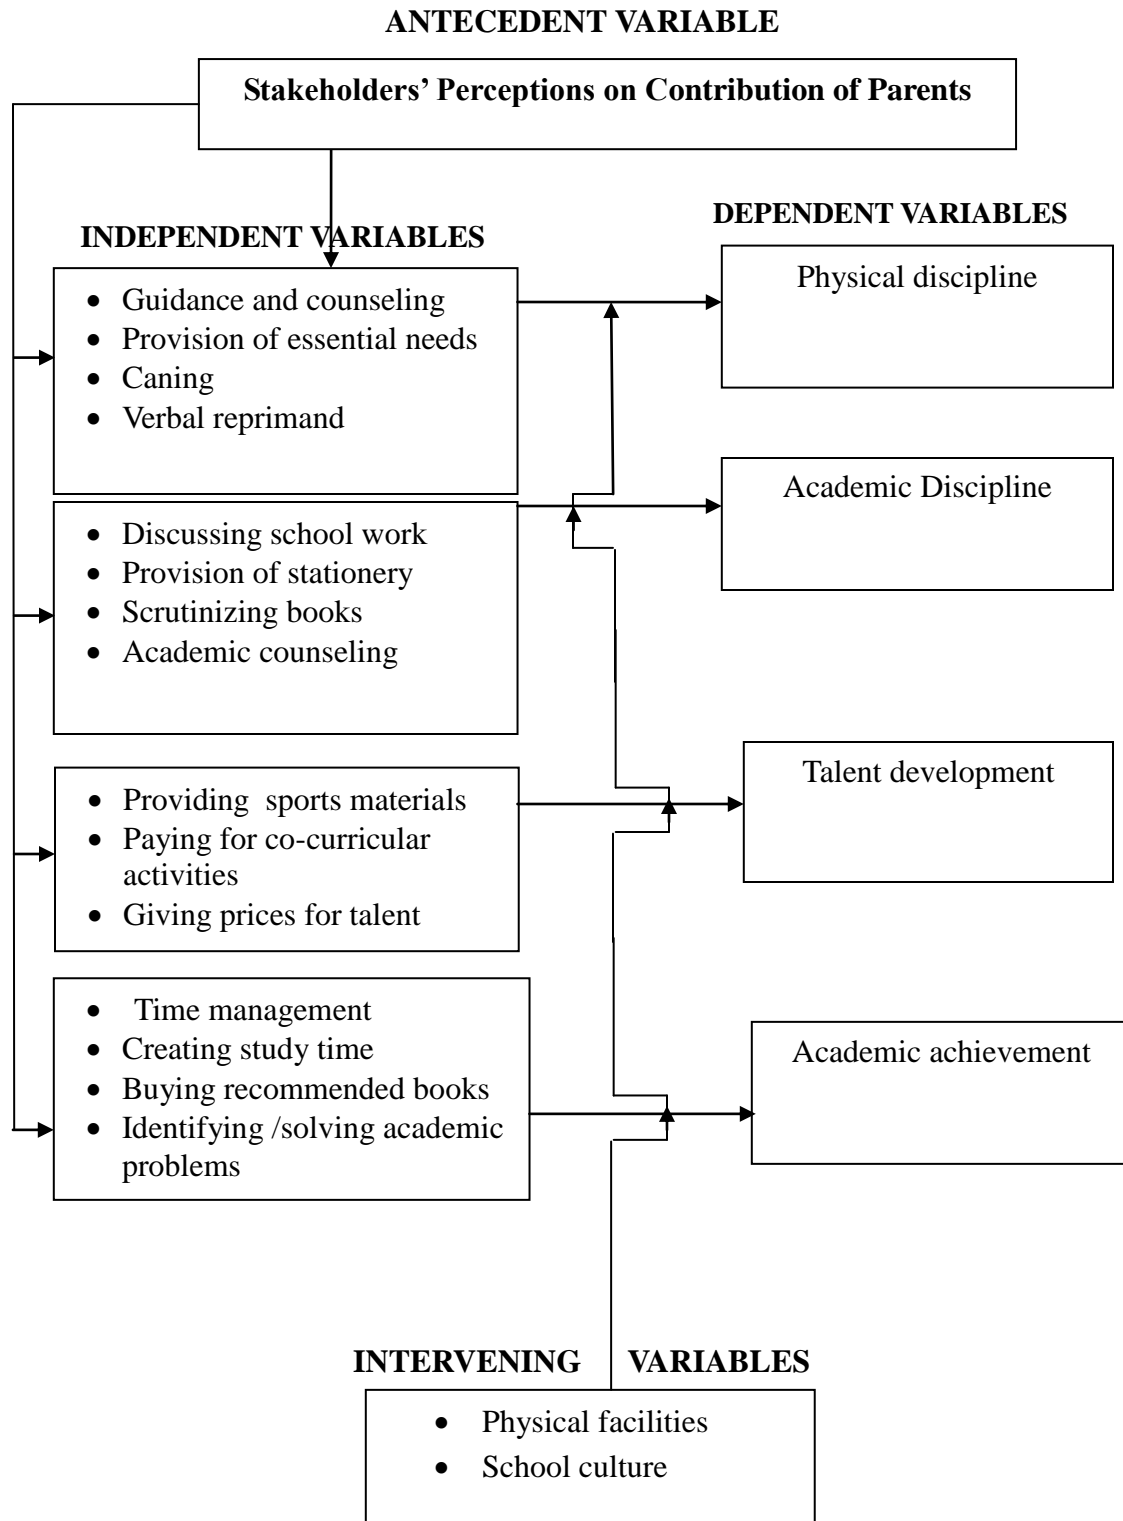 ANTECEDENT VARIABLE
Stakeholders’ Perceptions on Contribution of Parents
INDEPENDENT VARIABLES
• Guidance and counseling
• Provision of essential needs
• Caning
• Verbal reprimand
• Discussing school work
• Provision of stationery
• Scrutinizing books
• Academic counseling
• Providing sports materials
• Paying for co-curricular
activities
• Giving prices for talent
• Time management
• Creating study time
• Buying recommended books
• Identifying /solving academic
problems
DEPENDENT VARIABLES
Physical discipline
Academic Discipline
Talent development
Academic achievement
INTERVENING VARIABLES
• Physical facilities
• School culture